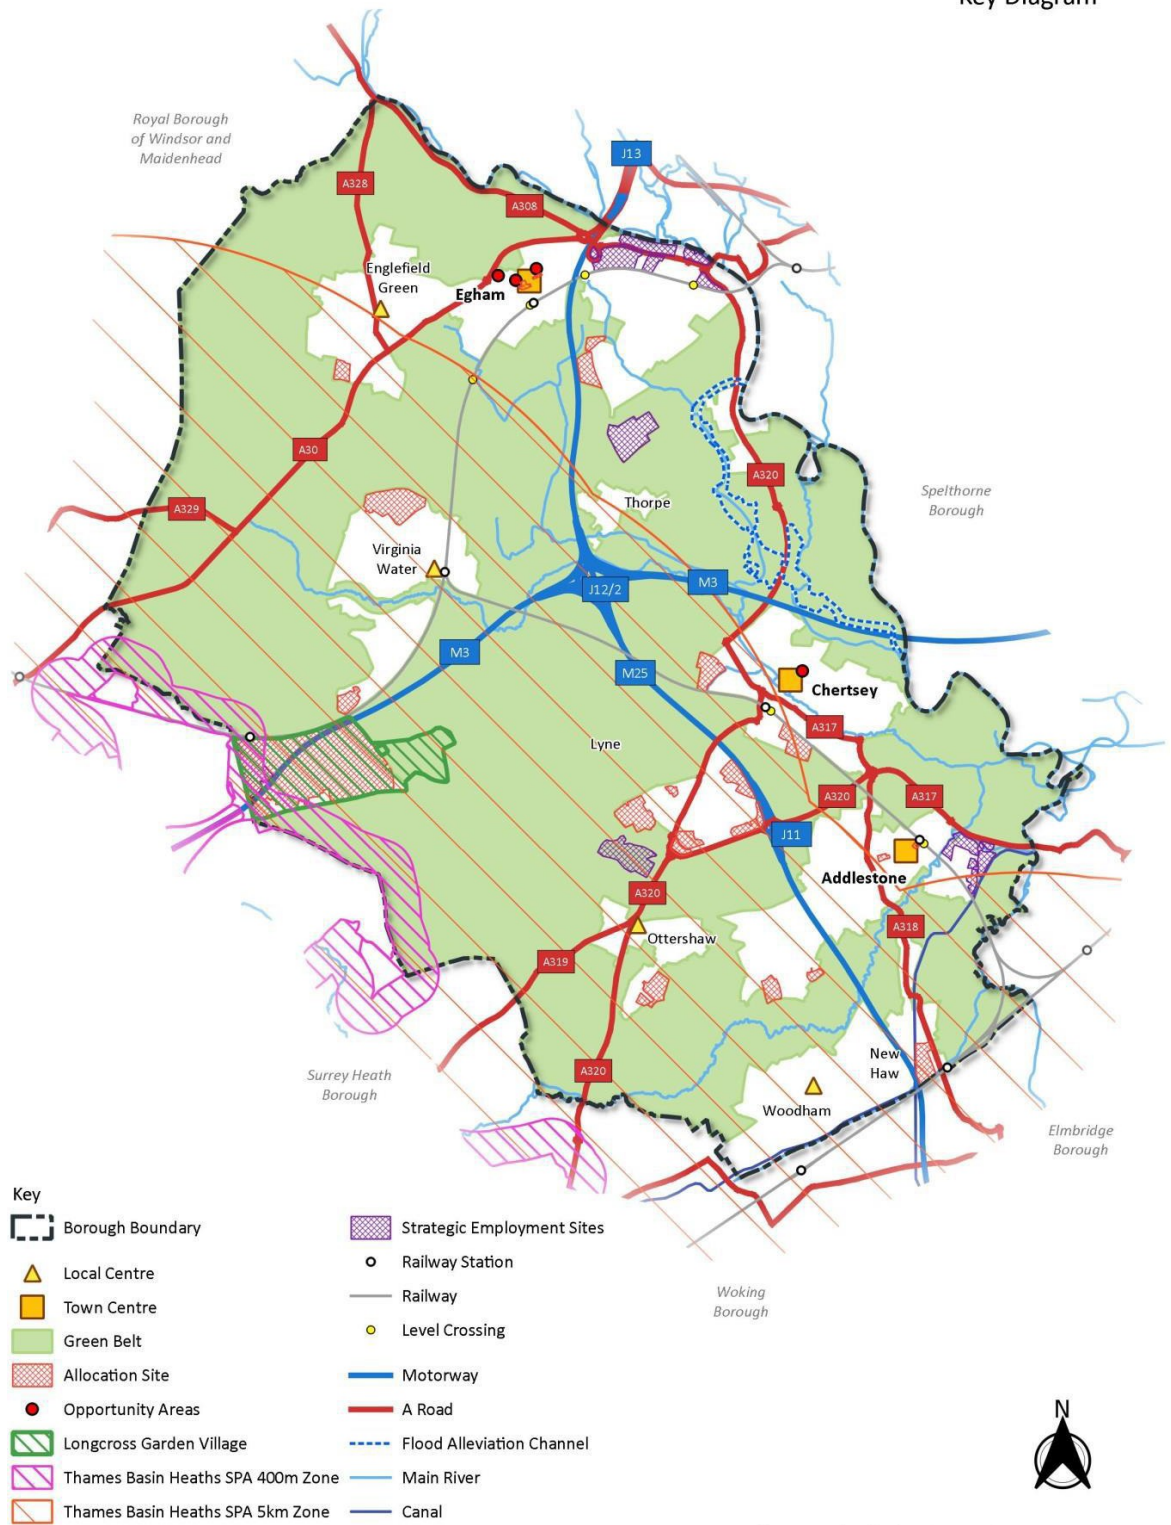 Key Diagram
Royal Borough
of Windsor and
Maidenhead
J13
A328
A308
Englefield
Green
Egham
A30
A320
A329
Thorpe
Spelthorne
Borough
Virginia
Water
J12/2
M3
M3
M25
Chertsey
A317
Lyne
A320
A317
J11
Addlestone
A320
A318
Ottershaw
A319
New
Haw
Surrey Heath
Borough
A320
Woodham
Elmbridge
Borough
Woking
Borough
Key
Borough Boundary
Local Centre
Town Centre
Green Belt
Allocation Site
Opportunity Areas
Longcross Garden Village
Thames Basin Heaths SPA 400m Zone
Thames Basin Heaths SPA 5km Zone
Strategic Employment Sites
Railway Station
Railway
Level Crossing
Motorway
A Road
Flood Alleviation Channel
Main River
Canal
N